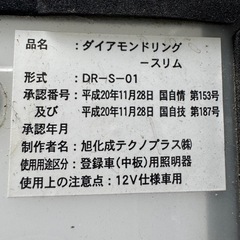 品名：ダイアモンドリング
－スリム
形式：DR-S-01
承認番号：平成20年11月28日 国自情 第153号
及び 平成20年11月28日 国自技 第187号
承認年月
制作者名：旭化成テクノプラス㈱
使用用途区分：登録車(中板)用照明器
使用上の注意点：12V仕様車用